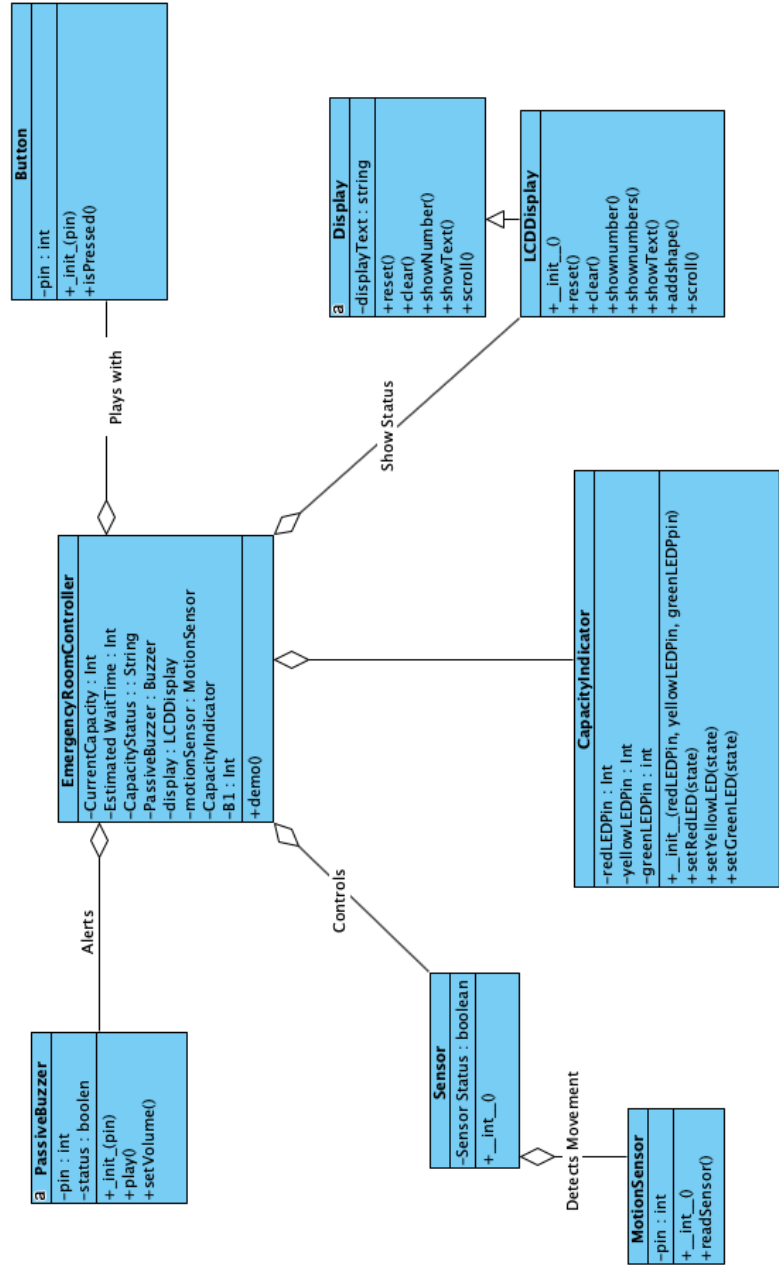 a PassiveBuzzer
-pin : int
-status : boolen
+_init_(pin)
+play()
+setVolume()
Alerts
EmergencyRoomController
-CurrentCapacity : Int
-Estimated WaitTime : Int
-CapacityStatus : : String
-PassiveBuzzer : Buzzer
-display : LCDDisplay
-motionSensor : MotionSensor
-CapacityIndicator
-B1 : Int
+demo()
Plays with
Button
-pin : int
+_init_(pin)
+isPressed()
Controls
Show Status
a Display
-displayText : string
+reset()
+clear()
+showNumber()
+showText()
+scroll()
LCDDisplay
+__init__()
+reset()
+clear()
+shownumber()
+shownumbers()
+showText()
+addshape()
+scroll()
Sensor
-Sensor Status : boolean
+__int__()
Detects Movement
MotionSensor
-pin : int
+__int__()
+readSensor()
CapacityIndicator
-redLEDPin : Int
-yellowLEDPin : Int
-greenLEDPin : int
+__init__(redLEDPin, yellowLEDPin, greenLEDPpin)
+setRedLED(state)
+setYellowLED(state)
+setGreenLED(state)